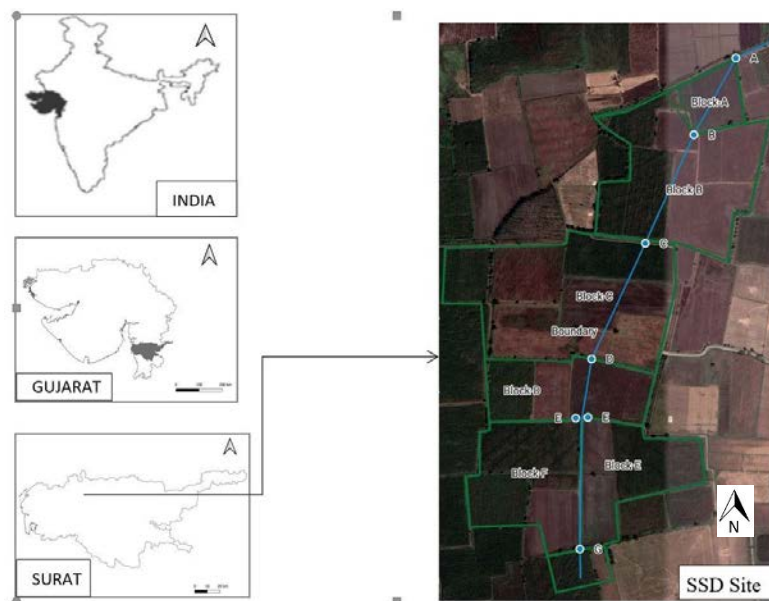 INDIA
GUJARAT
SURAT
A
Block-A
B
Block B
C
Block-C
Boundary
D
Block-D
E
E
Block-F
Block-E
G
N
SSD Site